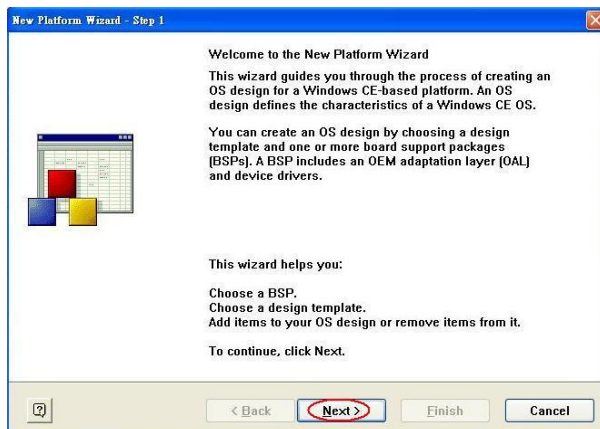 New Platform Wizard - Step 1
Welcome to the New Platform Wizard
This wizard guides you through the process of creating an
OS design for a Windows CE-based platform. An OS
design defines the characteristics of a Windows CE OS.
You can create an OS design by choosing a design
template and one or more board support packages
(BSPs). A BSP includes an OEM adaptation layer (OAL)
and device drivers.
This wizard helps you:
Choose a BSP.
Choose a design template.
Add items to your OS design or remove items from it.
To continue, click Next.
? < Back Next > Finish Cancel